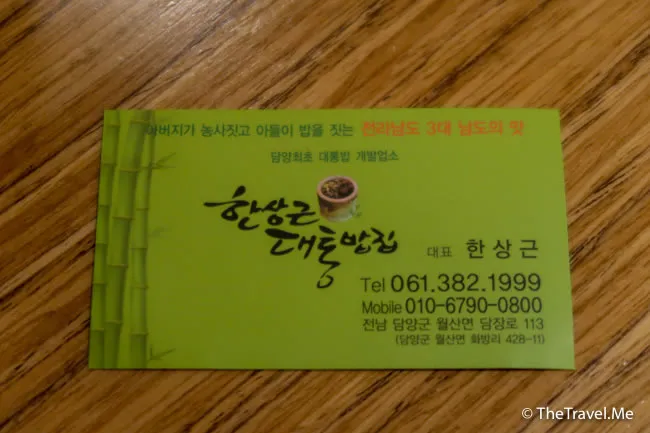 아버지가 농사짓고 아들이 밥을 짓는 전라남도 3대 남도의 맛
담양최초 대통밥 개발업소
한상근
대통밥집
대표 한상근
Tel 061.382.1999
Mobile 010-6790-0800
전남 담양군 월산면 담장로 113
(담양군 월산면 화방리 428-11)
© TheTravel.Me